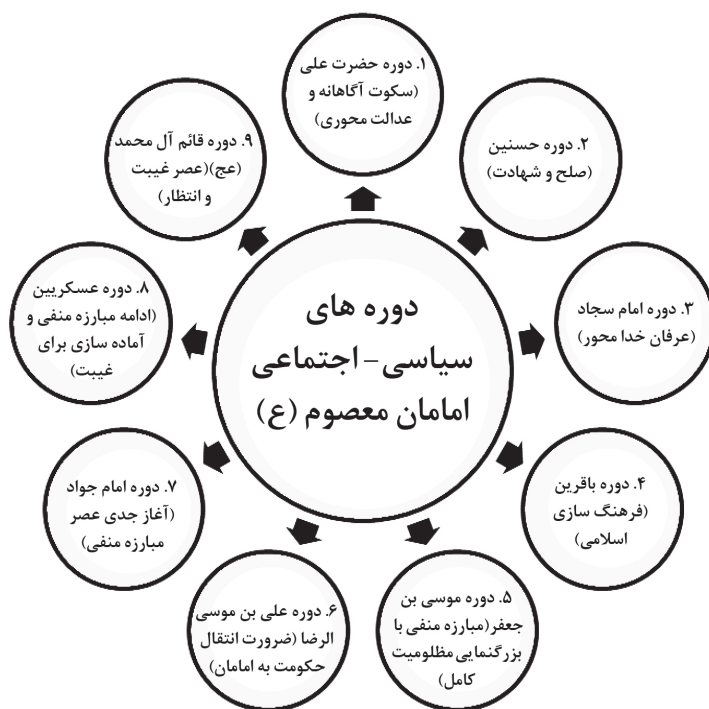 دوره های
سیاسی - اجتماعی
امامان معصوم (ع)
۱. دوره حضرت علی
(سکوت آگاهانه و
عدالت محوری)
۲. دوره حسنین
(صلح و شهادت)
۳. دوره امام سجاد
(عرفان خدا محور)
۴. دوره باقرین
(فرهنگ سازی
اسلامی)
۵. دوره موسی بن
جعفر(مبارزه منفی با
بزرگنمایی مظلومیت
کامل)
۶. دوره علی بن موسی
الرضا (ضرورت انتقال
حکومت به امامان)
۷. دوره امام جواد
(آغاز جدی عصر
مبارزه منفی)
۸. دوره عسکریین
(ادامه مبارزه منفی و
آماده سازی برای
غیبت)
۹. دوره قائم آل محمد
(عج)(عصر غیبت
و انتظار)